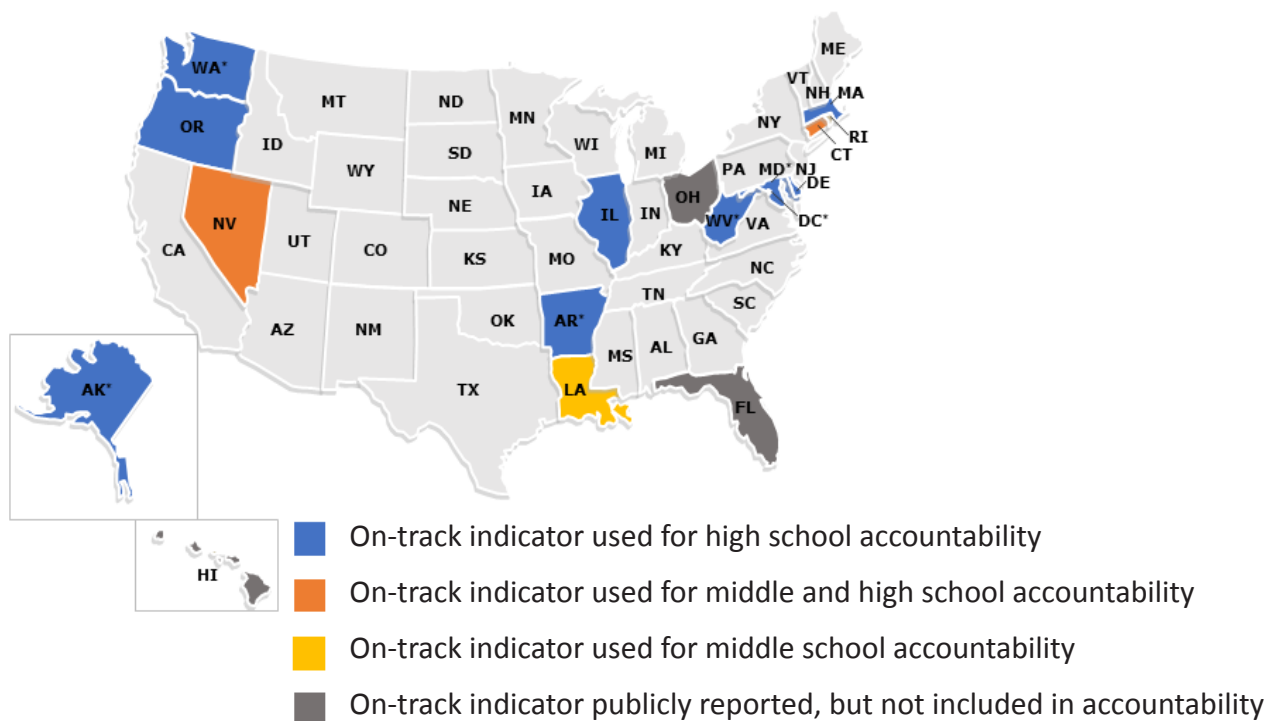 ME
WA*
VT
NH
MA
MT
ND
MN
OR
NY
ID
WI
RI
SD
MI
CT
WY
PA
MD*
NJ
IA
DE
OH
NE
NV
IL
IN
WV*
DC*
VA
UT
CA
CO
KS
MO
KY
NC
TN
SC
OK
AR*
AZ
NM
GA
MS
AL
TX
LA
AK*
FL
HI
On-track indicator used for high school accountability
On-track indicator used for middle and high school accountability
On-track indicator used for middle school accountability
On-track indicator publicly reported, but not included in accountability